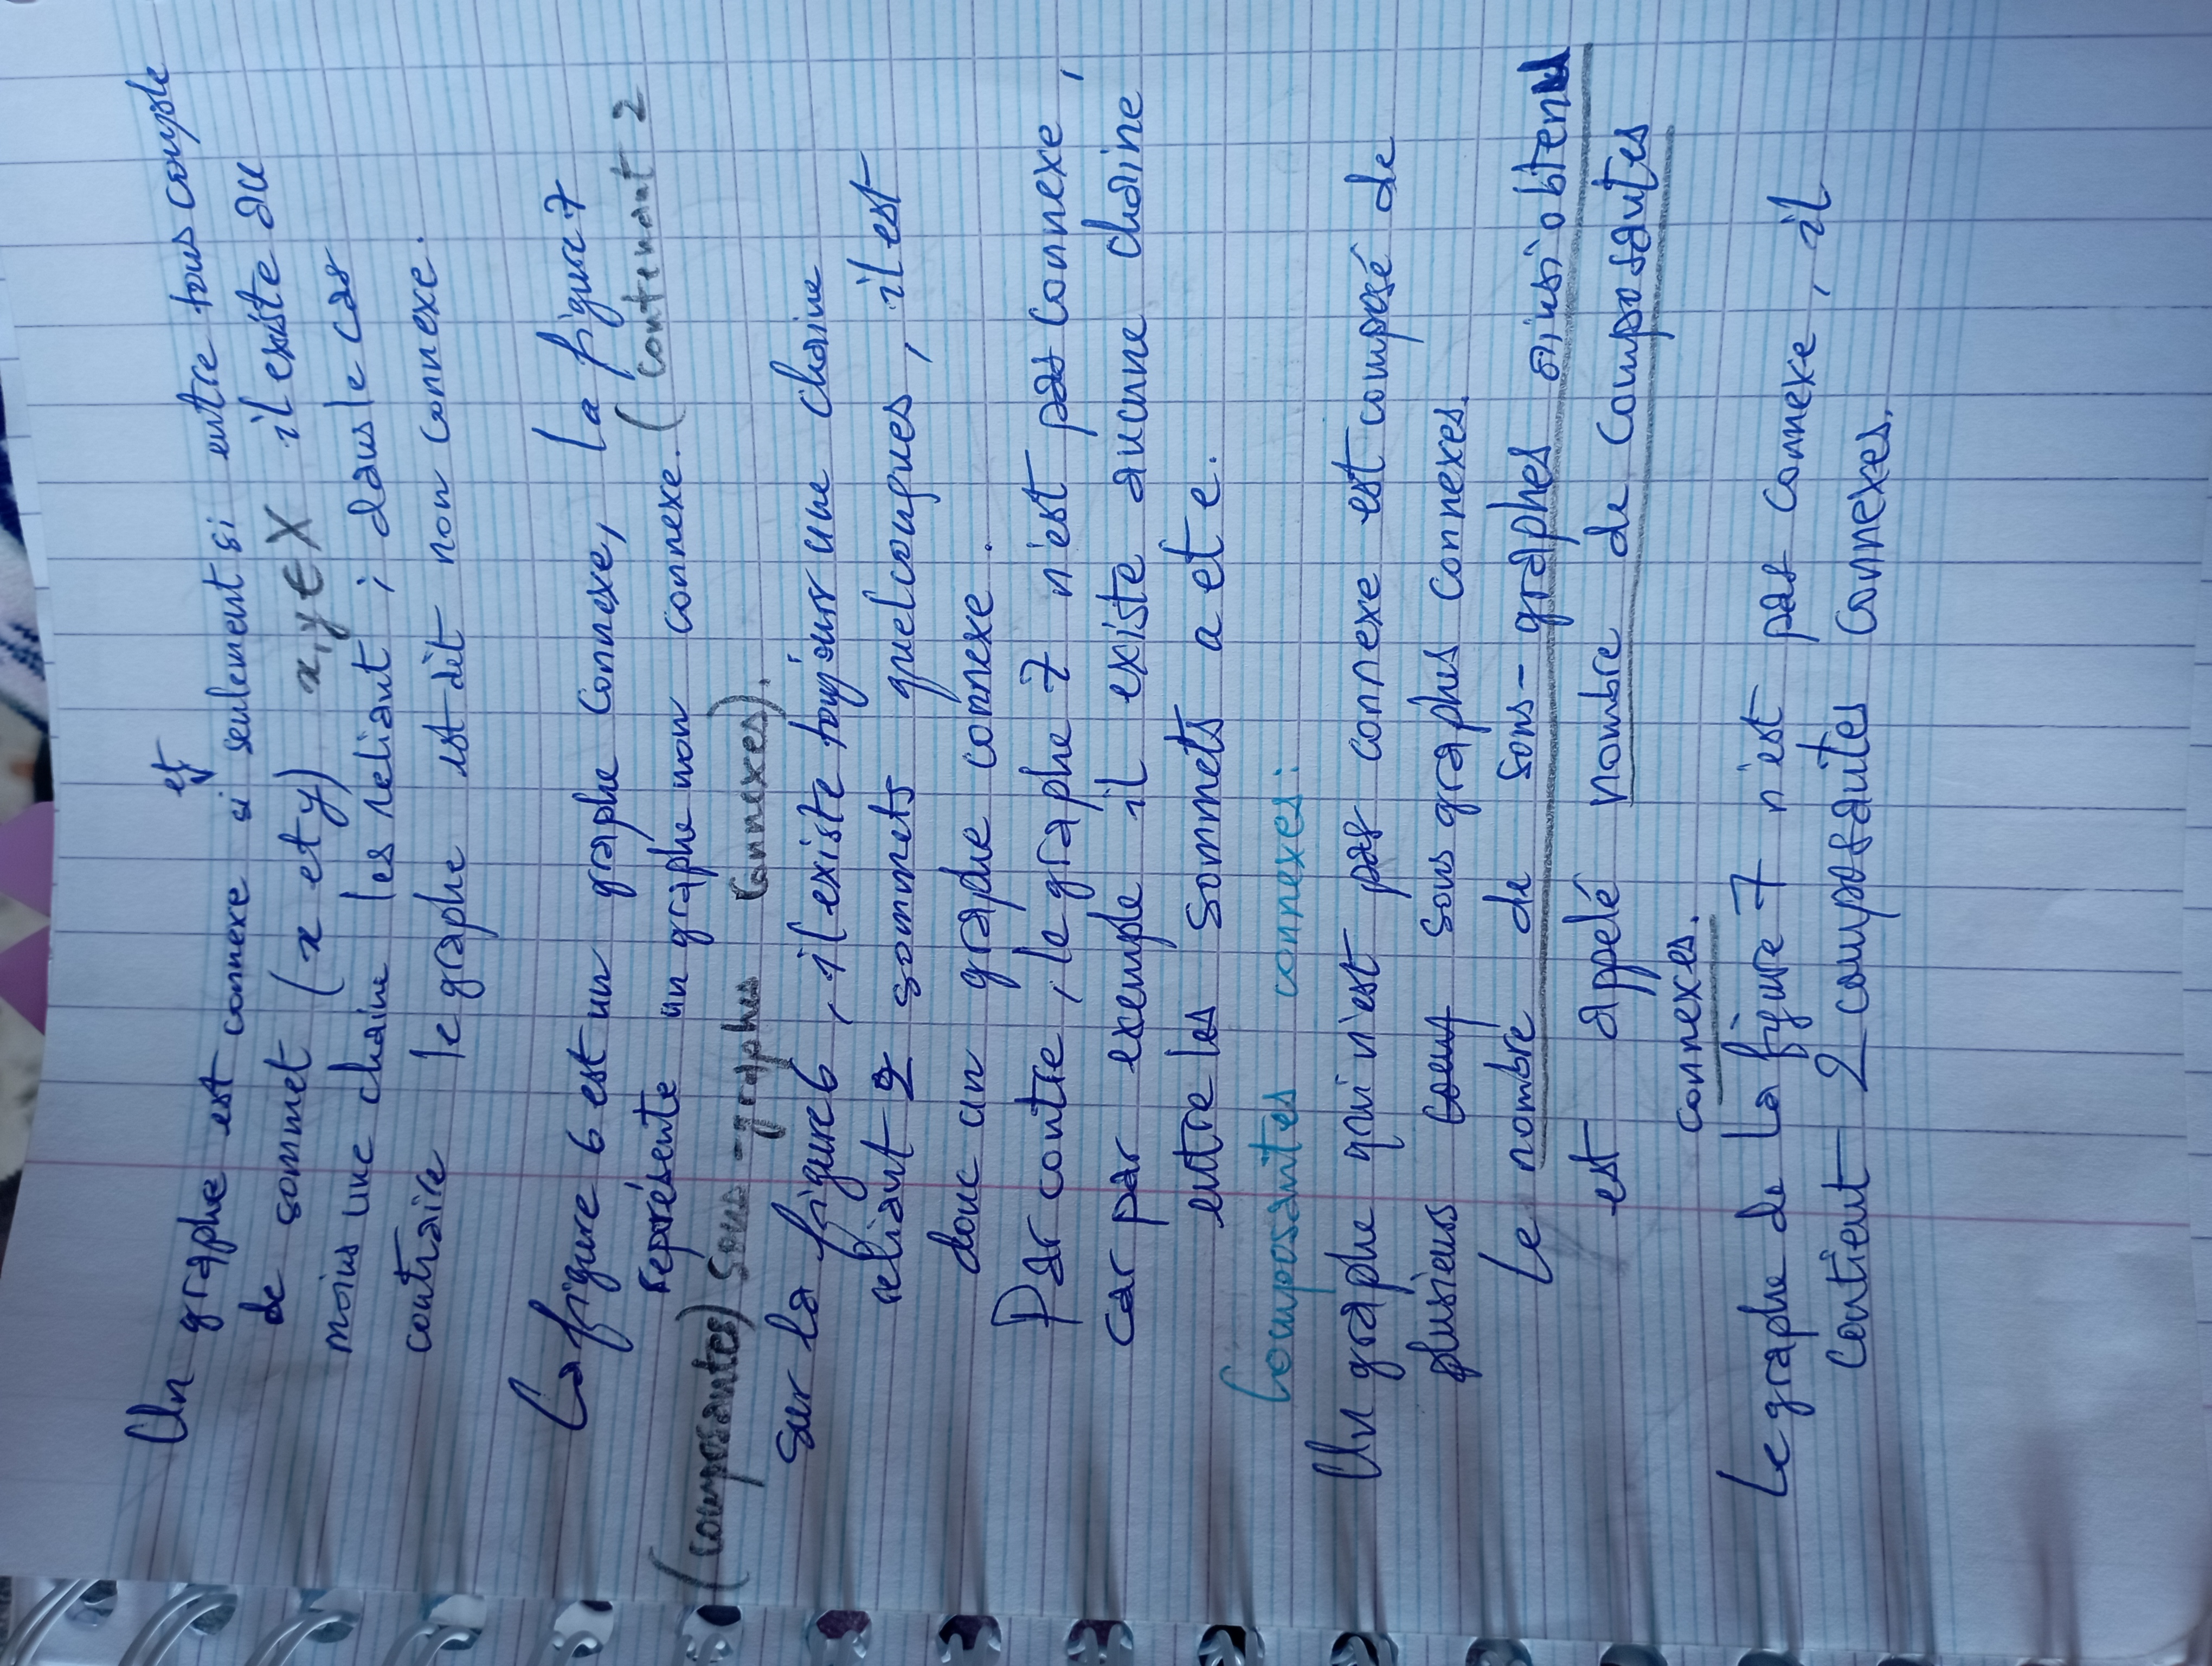 Un graphe est connexe si et seulement si entre tous couple
de sommet (x et y) x,y ∈ X il existe au
moins une chaine les reliant ; dans le cas
contraire le graphe est dit non connexe.
La figure 6 est un graphe connexe, la figure 7
représente un graphe non connexe. (contenant 2
(composantes) sous-graphes connexes).
sur la figure 6, il existe toujours une chaine
reliant 2 sommets quelconques, il est
donc un graphe connexe.
Par contre, le graphe 7 n'est pas connexe,
car par exemple il existe aucune chaine
entre les sommets a et e.
Composantes connexes:
Un graphe qui n'est pas connexe est composé de
plusieurs sous graphes connexes.
Le nombre de sous-graphes ainsi obtenu
est appelé nombre de composantes
connexes.
Le graphe de la figure 7 n'est pas connexe, il
contient 2 composantes connexes.